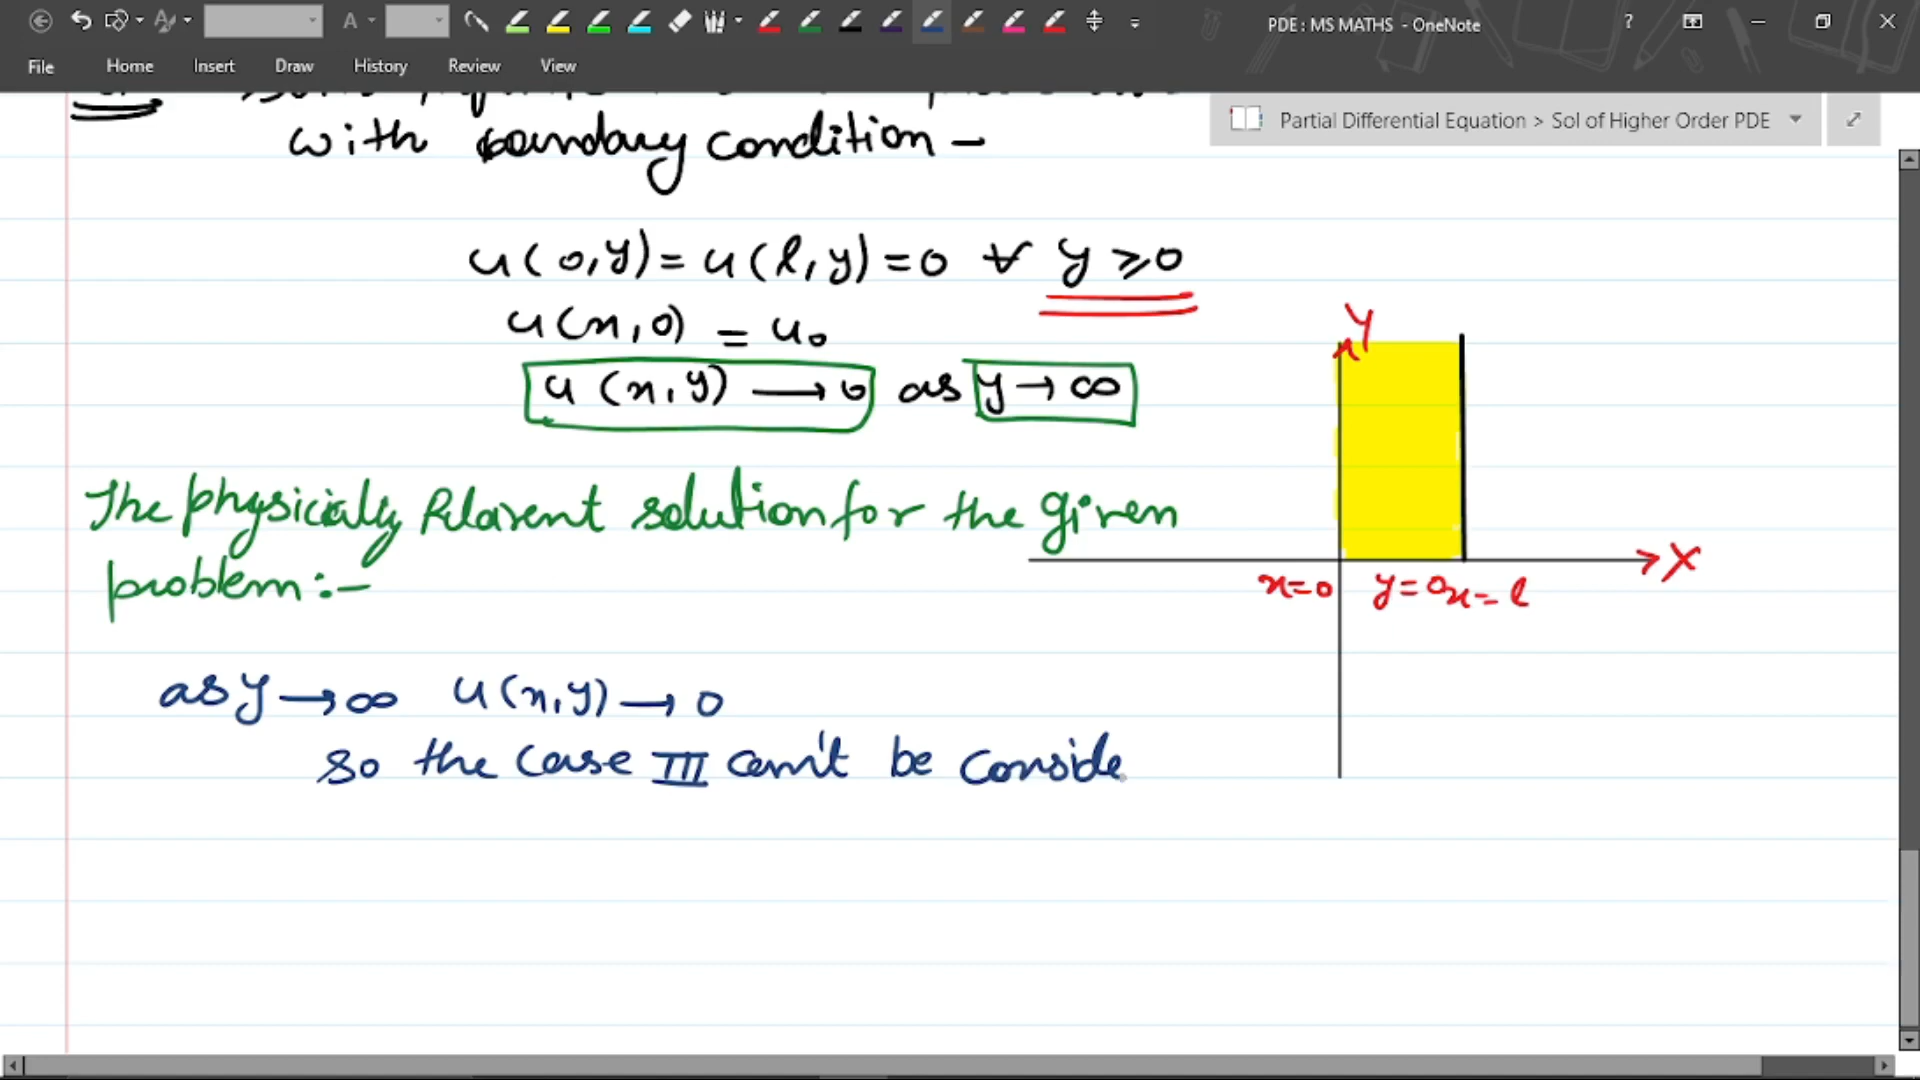 PDE : MS MATHS - OneNote
?
File Home Insert Draw History Review View
Partial Differential Equation > Sol of Higher Order PDE
with boundary condition -
u(0,y) = u(l,y) = 0 ∀ y ⩾ 0
u(x,0) = u₀
u(x,y) → 0 as y → ∞
The physicially Rilavent solution for the given
problem :-
Y
X
x=0 y=0 x=l
as y → ∞ u(x,y) → 0
so the case III can't be conside